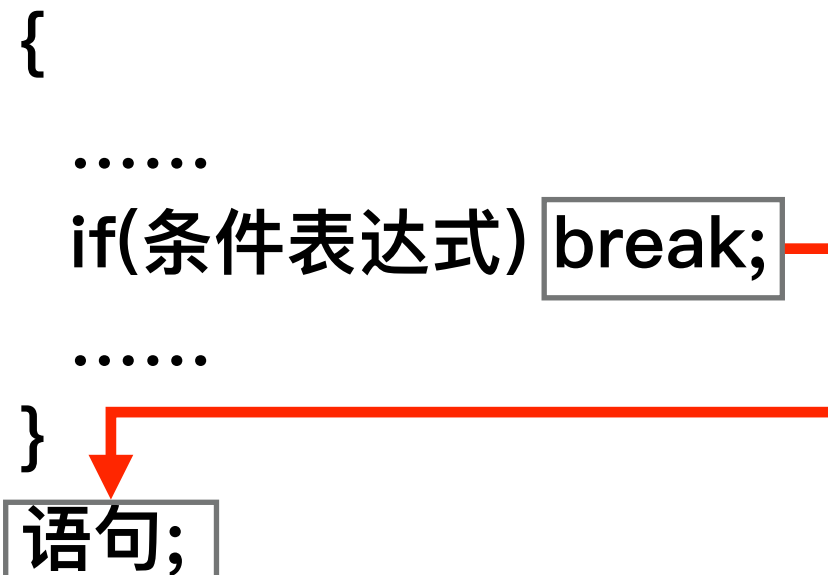 {
……
if(条件表达式) break;
……
}
语句;